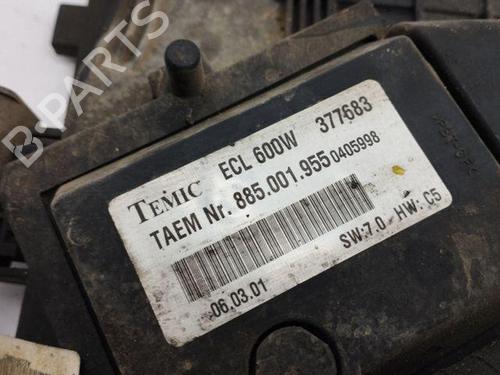 B-PARTS
TEMIC ECL 600W 377683
TAEM Nr. 885.001.955 0405998
06.03.01 SW:7.0 HW: C5